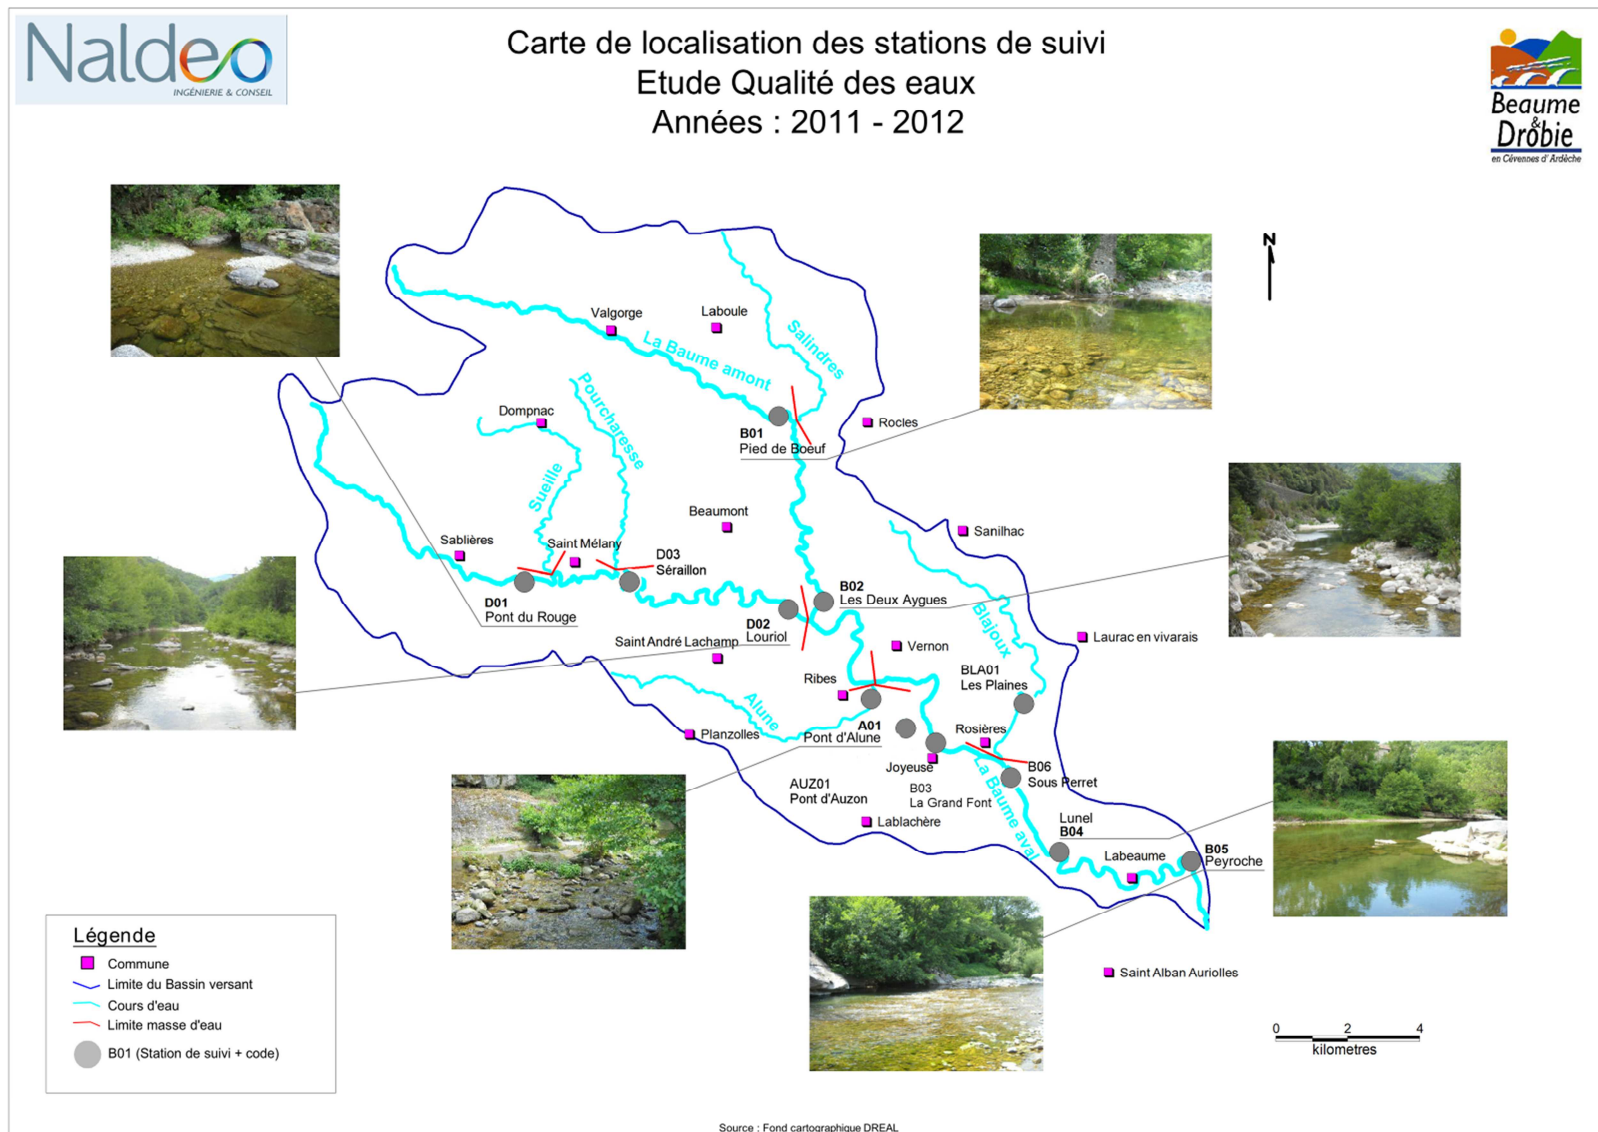 Naldeo
INGÉNIERIE & CONSEIL
Carte de localisation des stations de suivi
Etude Qualité des eaux
Années : 2011 - 2012
Beaume
&
Drobie
en Cévennes d'Ardèche
N
Valgorge
Laboule
Salindres
La Baume amont
Pourcharesse
Dompnac
Rocles
B01
Pied de Boeuf
Sueille
Beaumont
Sanilhac
Sablières
Saint Mélany
D03
Séraillon
B02
Les Deux Aygues
D01
Pont du Rouge
D02
Louriol
Blajoux
Laurac en vivarais
Saint André Lachamp
Vernon
BLA01
Les Plaines
Ribes
Alune
A01
Pont d'Alune
Planzolles
Rosières
Joyeuse
B06
Sous Perret
AUZ01
Pont d'Auzon
B03
La Grand Font
La Baume aval
Lablachère
Lunel
B04
Labeaume
B05
Peyroche
Saint Alban Auriolles
Légende
Commune
Limite du Bassin versant
Cours d'eau
Limite masse d'eau
B01 (Station de suivi + code)
0 2 4
kilometres
Source : Fond cartographique DREAL